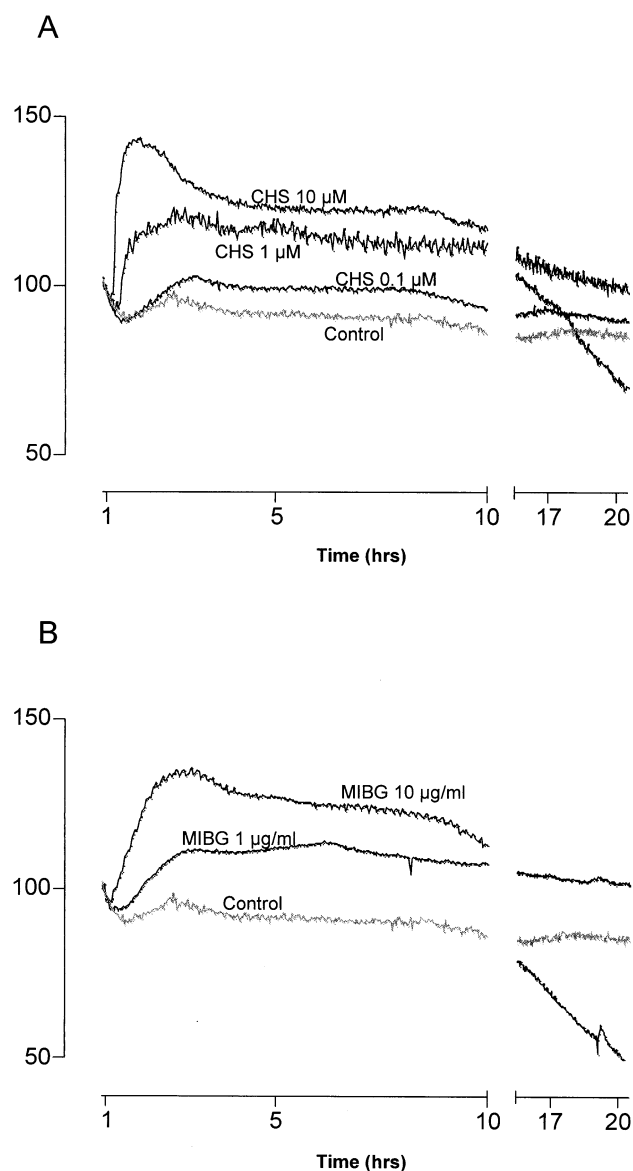 A
150
CHS 10 µM
CHS 1 µM
100
CHS 0.1 µM
Control
50
1 5 10 17 20
Time (hrs)
B
150
MIBG 10 µg/ml
MIBG 1 µg/ml
100
Control
50
1 5 10 17 20
Time (hrs)